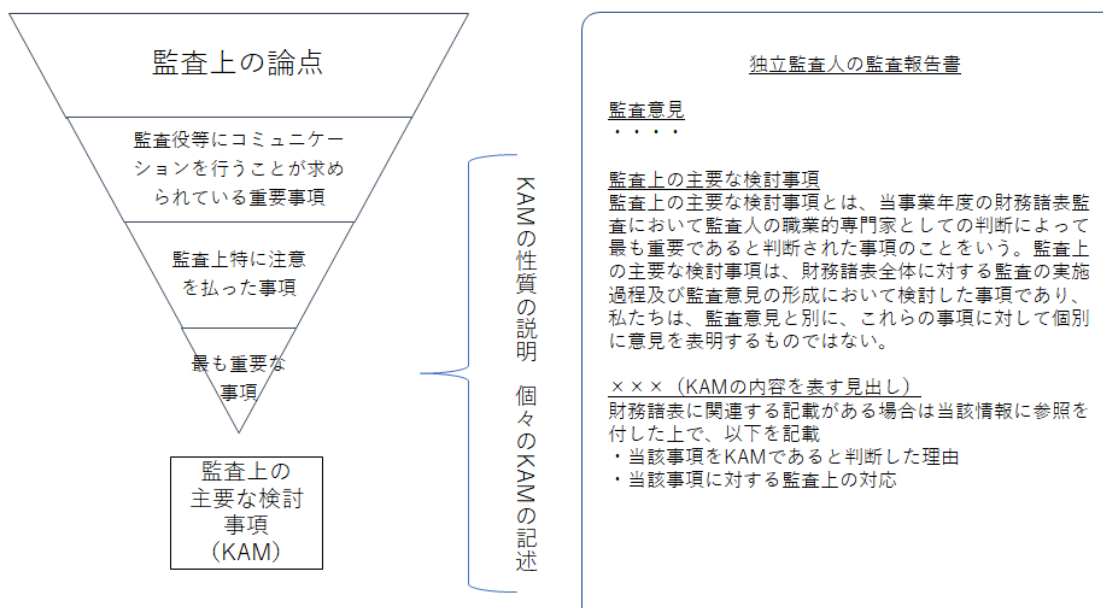 監査上の論点
監査役等にコミュニケー
ションを行うことが求め
られている重要事項
監査上特に注意
を払った事項
最も重要な
事項
監査上の
主要な検討
事項
（KAM）
KAMの性質の説明　個々のKAMの記述
独立監査人の監査報告書
監査意見
・・・・
監査上の主要な検討事項
監査上の主要な検討事項とは、当事業年度の財務諸表監
査において監査人の職業的専門家としての判断によって
最も重要であると判断された事項のことをいう。監査上
の主要な検討事項は、財務諸表全体に対する監査の実施
過程及び監査意見の形成において検討した事項であり、
私たちは、監査意見と別に、これらの事項に対して個別
に意見を表明するものではない。
×××（KAMの内容を表す見出し）
財務諸表に関連する記載がある場合は当該情報に参照を
付した上で、以下を記載
・当該事項をKAMであると判断した理由
・当該事項に対する監査上の対応